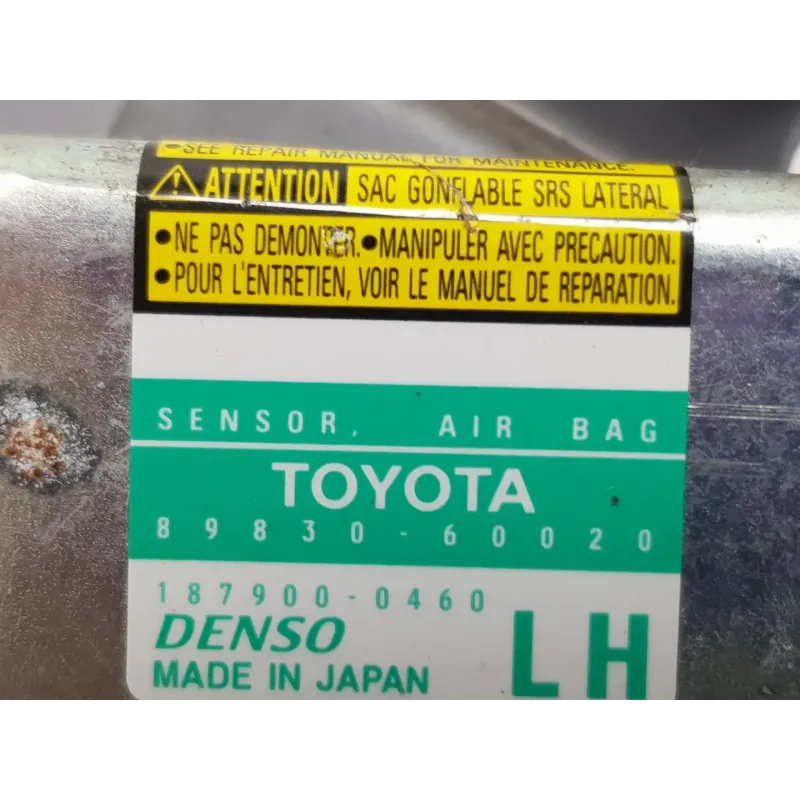 •SEE REPAIR MANUAL FOR MAINTENANCE.
ATTENTION SAC GONFLABLE SRS LATERAL
•NE PAS DEMONTER. •MANIPULER AVEC PRECAUTION.
•POUR L'ENTRETIEN, VOIR LE MANUEL DE REPARATION.
SENSOR, AIR BAG
TOYOTA
89830-60020
187900-0460
DENSO
MADE IN JAPAN LH